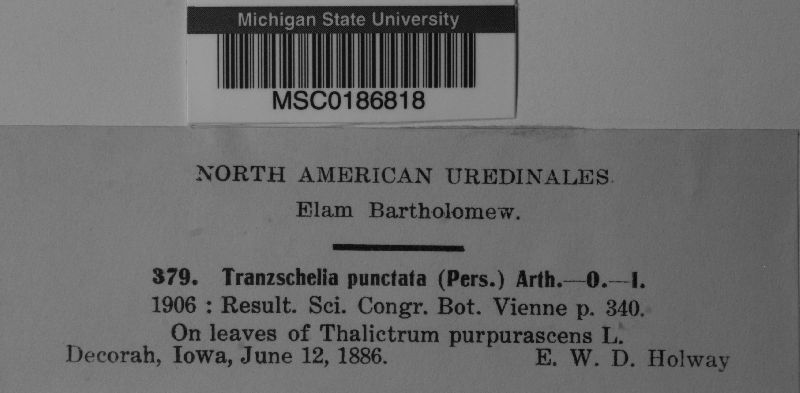 Michigan State University
MSC0186818
NORTH AMERICAN UREDINALES
Elam Bartholomew.
379. Tranzschelia punctata (Pers.) Arth.—O.—I.
1906 : Result. Sci. Congr. Bot. Vienne p. 340.
On leaves of Thalictrum purpurascens L.
Decorah, Iowa, June 12, 1886. E. W. D. Holway